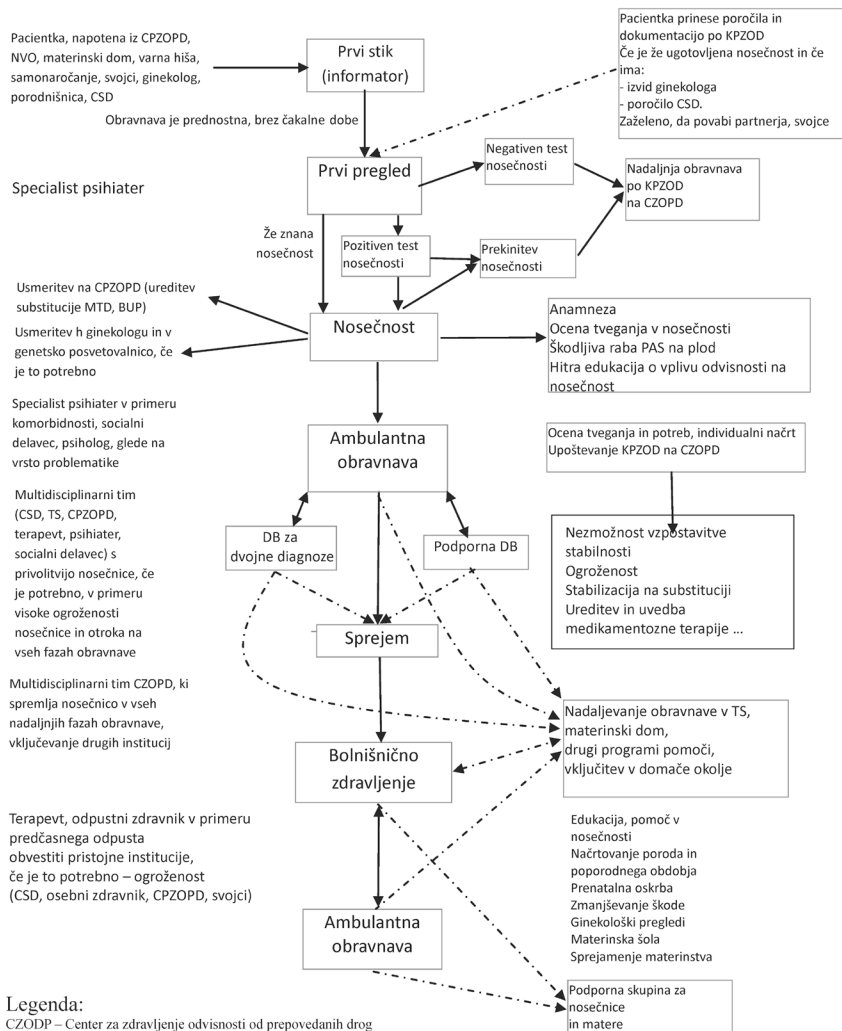 Pacientka, napotena iz CPZOPD,
NVO, materinski dom, varna hiša,
samonaročanje, svojci, ginekolog,
porodnišnica, CSD
Prvi stik
(informator)
Pacientka prinese poročila in
dokumentacijo po KPZOD
Če je že ugotovljena nosečnost in če
ima:
- izvid ginekologa
- poročilo CSD.
Zaželeno, da povabi partnerja, svojce
Obravnava je prednostna, brez čakalne dobe
Specialist psihiater
Prvi pregled
Negativen test
nosečnosti
Nadaljnja obravnava
po KPZOD
na CZOPD
Že znana
nosečnost
Pozitiven test
nosečnosti
Prekinitev
nosečnosti
Usmeritev na CPZOPD (ureditev
substitucije MTD, BUP)
Usmeritev h ginekologu in v
genetsko posvetovalnico, če
je to potrebno
Nosečnost
Anamneza
Ocena tveganja v nosečnosti
Škodljiva raba PAS na plod
Hitra edukacija o vplivu odvisnosti na
nosečnost
Specialist psihiater v primeru
komorbidnosti, socialni
delavec, psiholog, glede na
vrsto problematike
Ambulantna
obravnava
Ocena tveganja in potreb, individualni načrt
Upoštevanje KPZOD na CZOPD
Multidisciplinarni tim
(CSD, TS, CPZOPD,
terapevt, psihiater,
socialni delavec) s
privolitvijo nosečnice, če
je potrebno, v primeru
visoke ogroženosti
nosečnice in otroka na
vseh fazah obravnave
DB za
dvojne diagnoze
Podporna DB
Nezmožnost vzpostavitve
stabilnosti
Ogroženost
Stabilizacija na substituciji
Ureditev in uvedba
medikamentozne terapije ...
Sprejem
Multidisciplinarni tim CZOPD, ki
spremlja nosečnico v vseh
nadaljnjih fazah obravnave,
vključevanje drugih institucij
Nadaljevanje obravnave v TS,
materinski dom,
drugi programi pomoči,
vključitev v domače okolje
Bolnišnično
zdravljenje
Terapevt, odpustni zdravnik v primeru
predčasnega odpusta
obvestiti pristojne institucije,
če je to potrebno – ogroženost
(CSD, osebni zdravnik, CPZOPD, svojci)
Edukacija, pomoč v
nosečnosti
Načrtovanje poroda in
poporodnega obdobja
Prenatalna oskrba
Zmanjševanje škode
Ginekološki pregledi
Materinska šola
Sprejamenje materinstva
Ambulantna
obravnava
Podporna skupina za
nosečnice
in matere
Legenda:
CZODP – Center za zdravljenje odvisnosti od prepovedanih drog